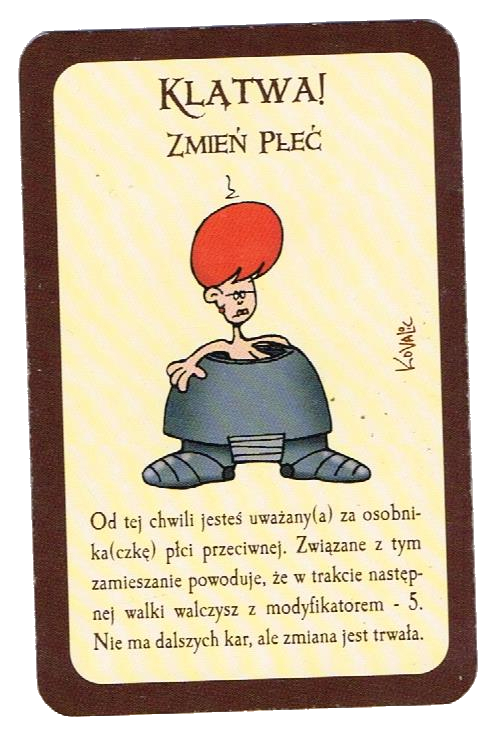 KLĄTWA!
ZMIEŃ PŁEĆ
KOVALIC
Od tej chwili jesteś uważany(a) za osobni-
ka(czkę) płci przeciwnej. Związane z tym
zamieszanie powoduje, że w trakcie następ-
nej walki walczysz z modyfikatorem - 5.
Nie ma dalszych kar, ale zmiana jest trwała.